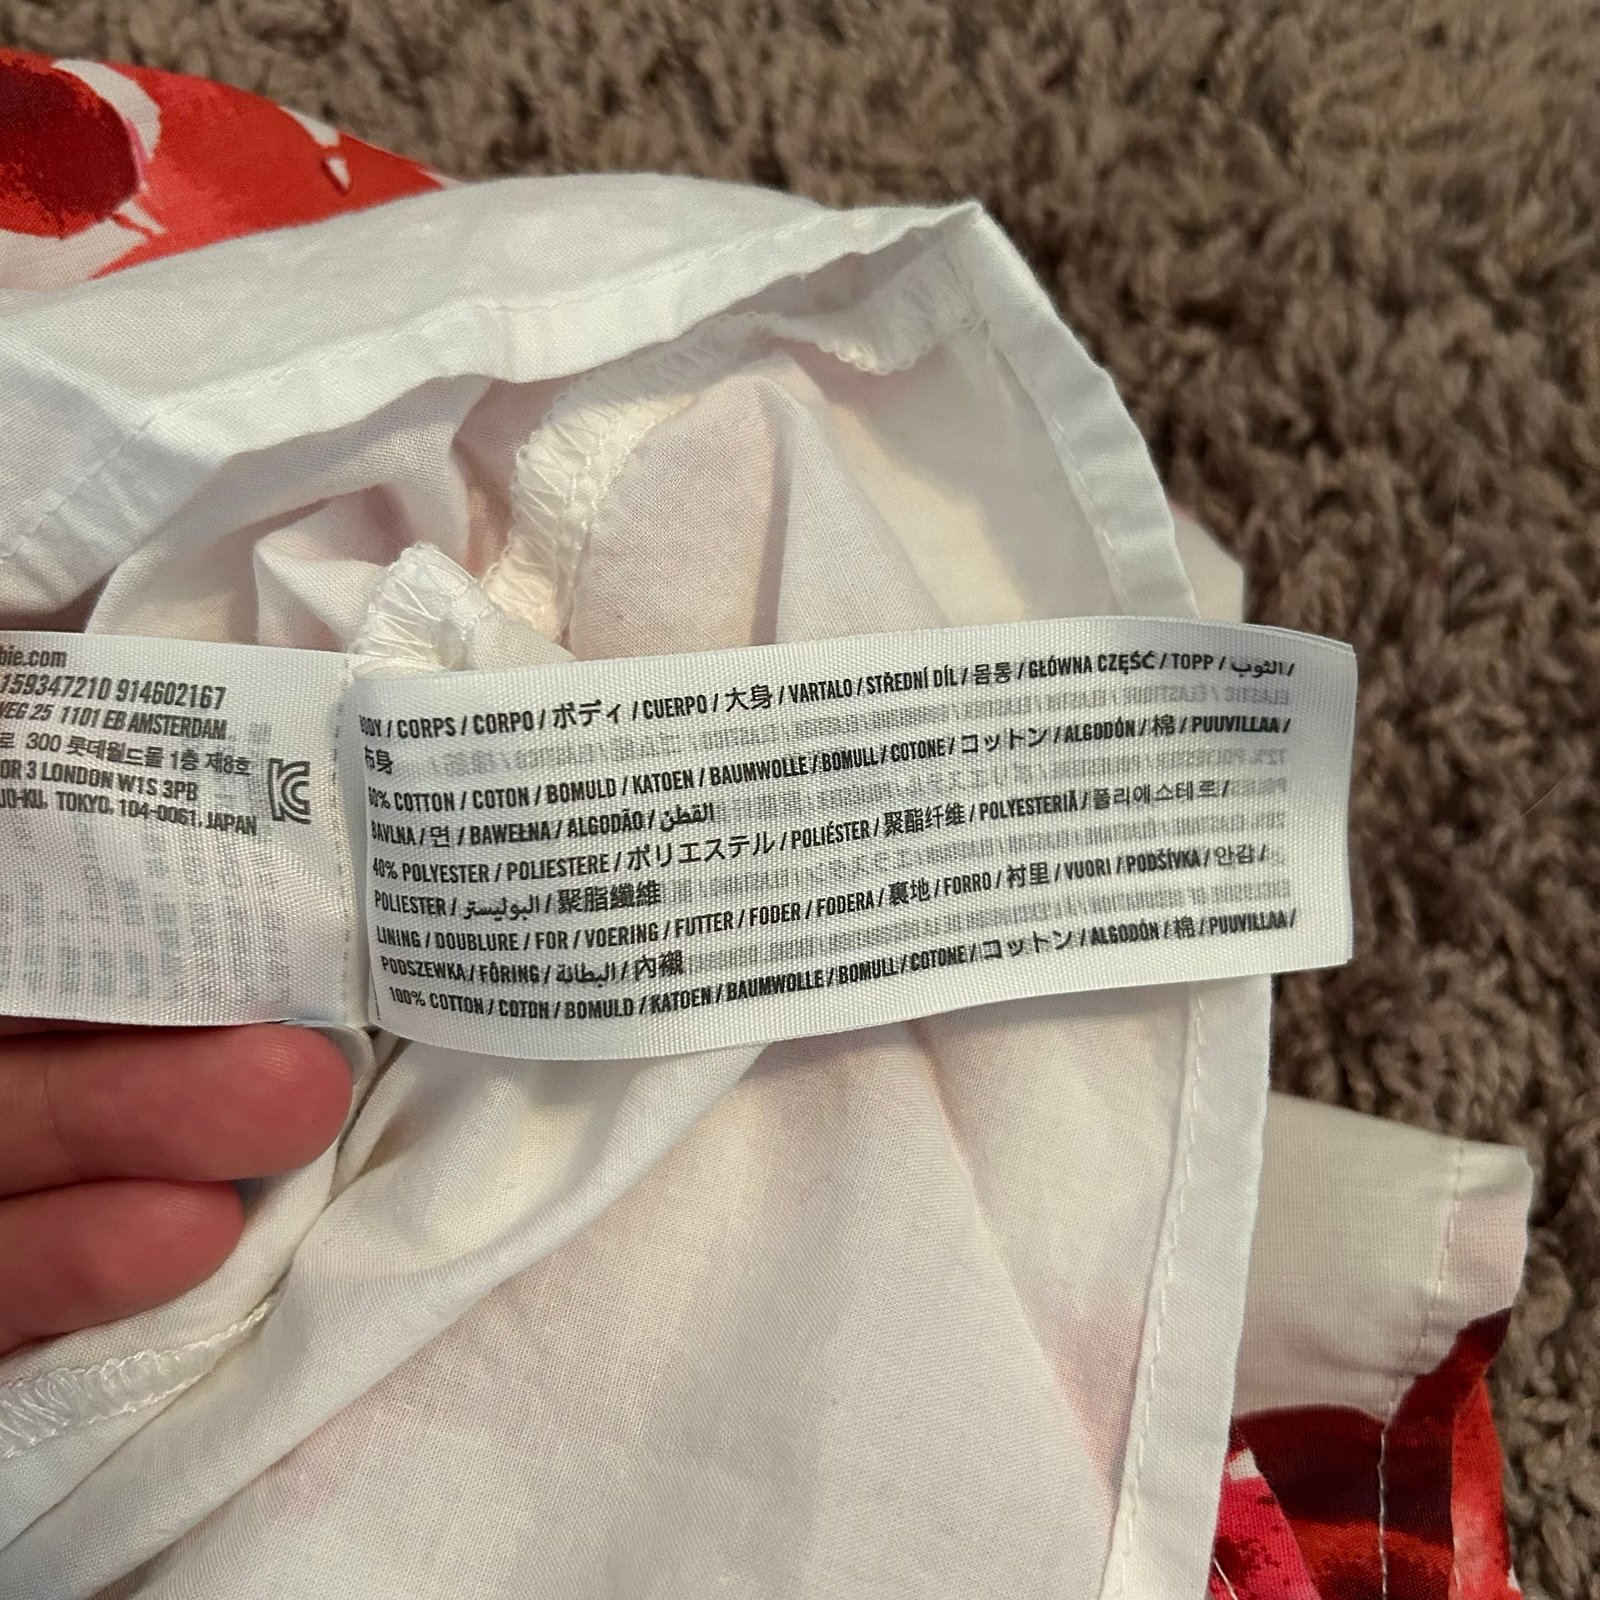 bie.com
159347210 914602167
WEG 25 1101 EB AMSTERDAM
로 300 롯데월드몰 1층 제8호
OR 3 LONDON W1S 3PB
UO-KU, TOKYO, 104-0061, JAPAN
BODY / CORPS / CORPO / ボディ / CUERPO / 大身 / VARTALO / STŘEDNÍ DÍL / 몸통 / GŁÓWNA CZĘŚĆ / TOPP / الثوب /
布身
60% COTTON / COTON / BOMULD / KATOEN / BAUMWOLLE / BOMULL / COTONE / コットン / ALGODÓN / 棉 / PUUVILLAA /
BAVLNA / 면 / BAWEŁNA / ALGODÃO / القطن
40% POLYESTER / POLIESTERE / ポリエステル / POLIÉSTER / 聚酯纤维 / POLYESTERIÄ / 폴리에스테르 /
POLIESTER / البوليستر / 聚脂纖維
LINING / DOUBLURE / FOR / VOERING / FUTTER / FODER / FODERA / 裏地 / FORRO / 衬里 / VUORI / PODŠÍVKA / 안감 /
PODSZEWKA / FÔRING / البطانة / 內襯
100% COTTON / COTON / BOMULD / KATOEN / BAUMWOLLE / BOMULL / COTONE / コットン / ALGODÓN / 棉 / PUUVILLAA /